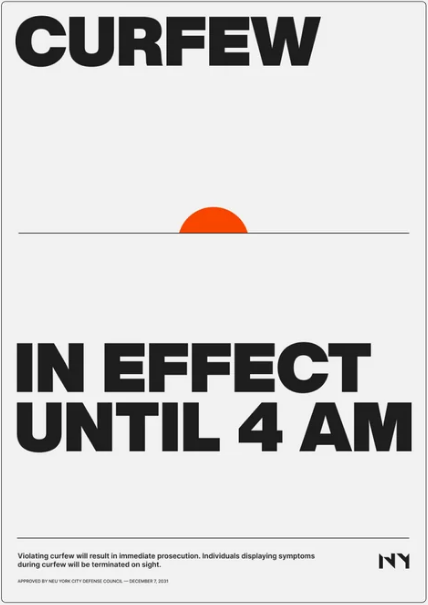 CURFEW
IN EFFECT
UNTIL 4 AM
Violating curfew will result in immediate prosecution. Individuals displaying symptoms
during curfew will be terminated on sight.
APPROVED BY NEU YORK CITY DEFENSE COUNCIL — DECEMBER 7, 2031
NY